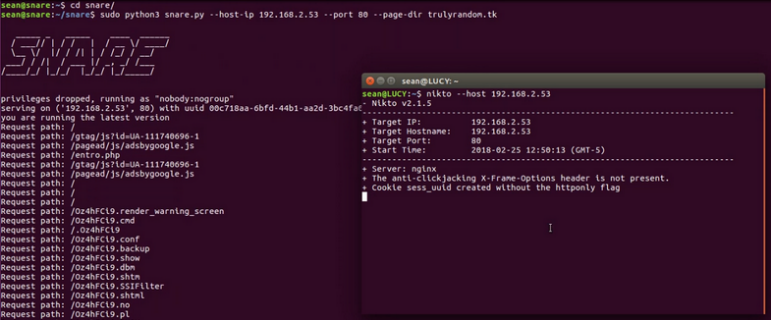 sean@snare:~$ cd snare/
sean@snare:~/snare$ sudo python3 snare.py --host-ip 192.168.2.53 --port 80 --page-dir trulyrandom.tk
SNARE
privileges dropped, running as "nobody:nogroup"
serving on ('192.168.2.53', 80) with uuid 00c718aa-6bfd-44b1-aa2d-3bc4fa
you are running the latest version
Request path: /
Request path: /gtag/js?id=UA-111740696-1
Request path: /pagead/js/adsbygoogle.js
Request path: /entro.php
Request path: /gtag/js?id=UA-111740696-1
Request path: /pagead/js/adsbygoogle.js
Request path: /
Request path: /
Request path: /
Request path: /Oz4hFCi9.render_warning_screen
Request path: /Oz4hFCi9.cmd
Request path: /.Oz4hFCi9
Request path: /Oz4hFCi9.conf
Request path: /Oz4hFCi9.backup
Request path: /Oz4hFCi9.show
Request path: /Oz4hFCi9.dbm
Request path: /Oz4hFCi9.shtm
Request path: /Oz4hFCi9.SSIFilter
Request path: /Oz4hFCi9.shtml
Request path: /Oz4hFCi9.no
Request path: /Oz4hFCi9.pl
sean@LUCY: ~
sean@LUCY:~$ nikto --host 192.168.2.53
- Nikto v2.1.5
---------------------------------------------------------------------------
+ Target IP: 192.168.2.53
+ Target Hostname: 192.168.2.53
+ Target Port: 80
+ Start Time: 2018-02-25 12:50:13 (GMT-5)
---------------------------------------------------------------------------
+ Server: nginx
+ The anti-clickjacking X-Frame-Options header is not present.
+ Cookie sess_uuid created without the httponly flag